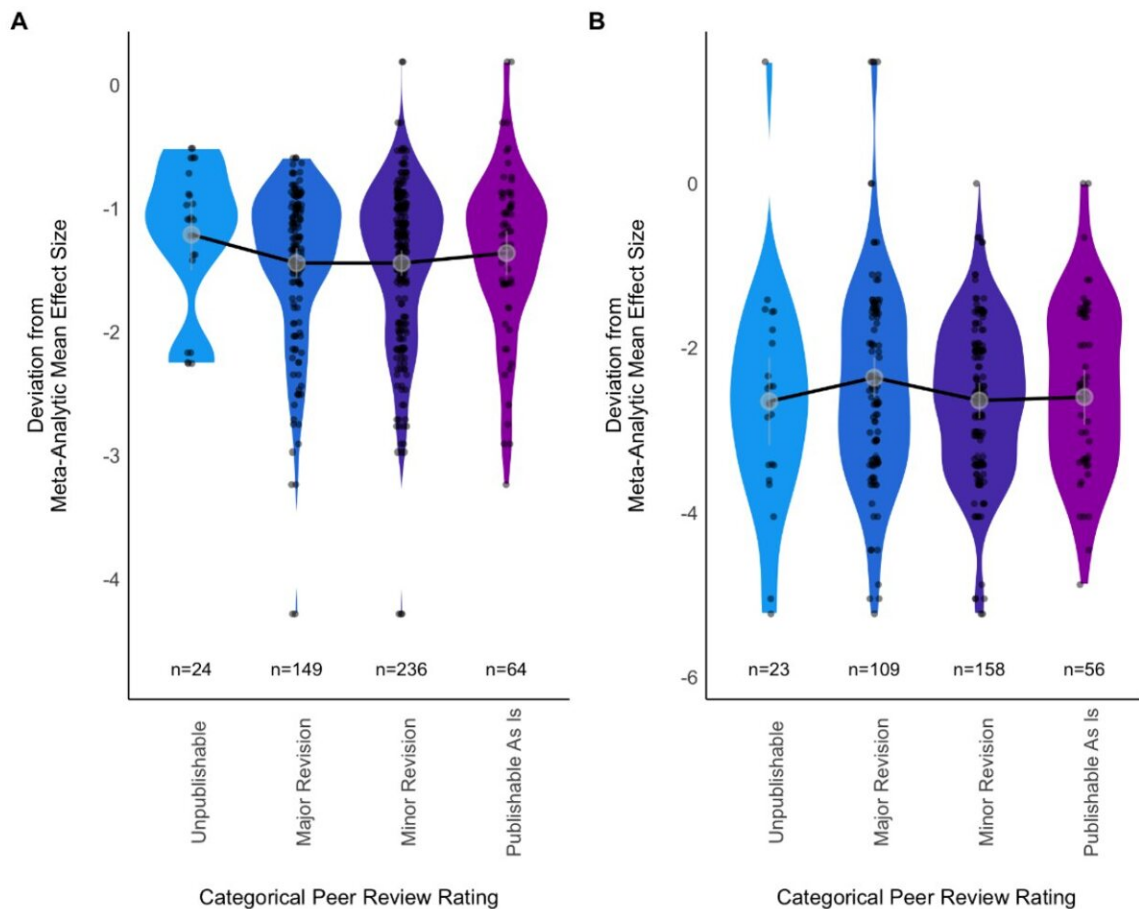 A
Deviation from
Meta-Analytic Mean Effect Size
0
-1
-2
-3
-4
n=24
n=149
n=236
n=64
Unpublishable
Major Revision
Minor Revision
Publishable As Is
Categorical Peer Review Rating
B
Deviation from
Meta-Analytic Mean Effect Size
0
-2
-4
-6
n=23
n=109
n=158
n=56
Unpublishable
Major Revision
Minor Revision
Publishable As Is
Categorical Peer Review Rating